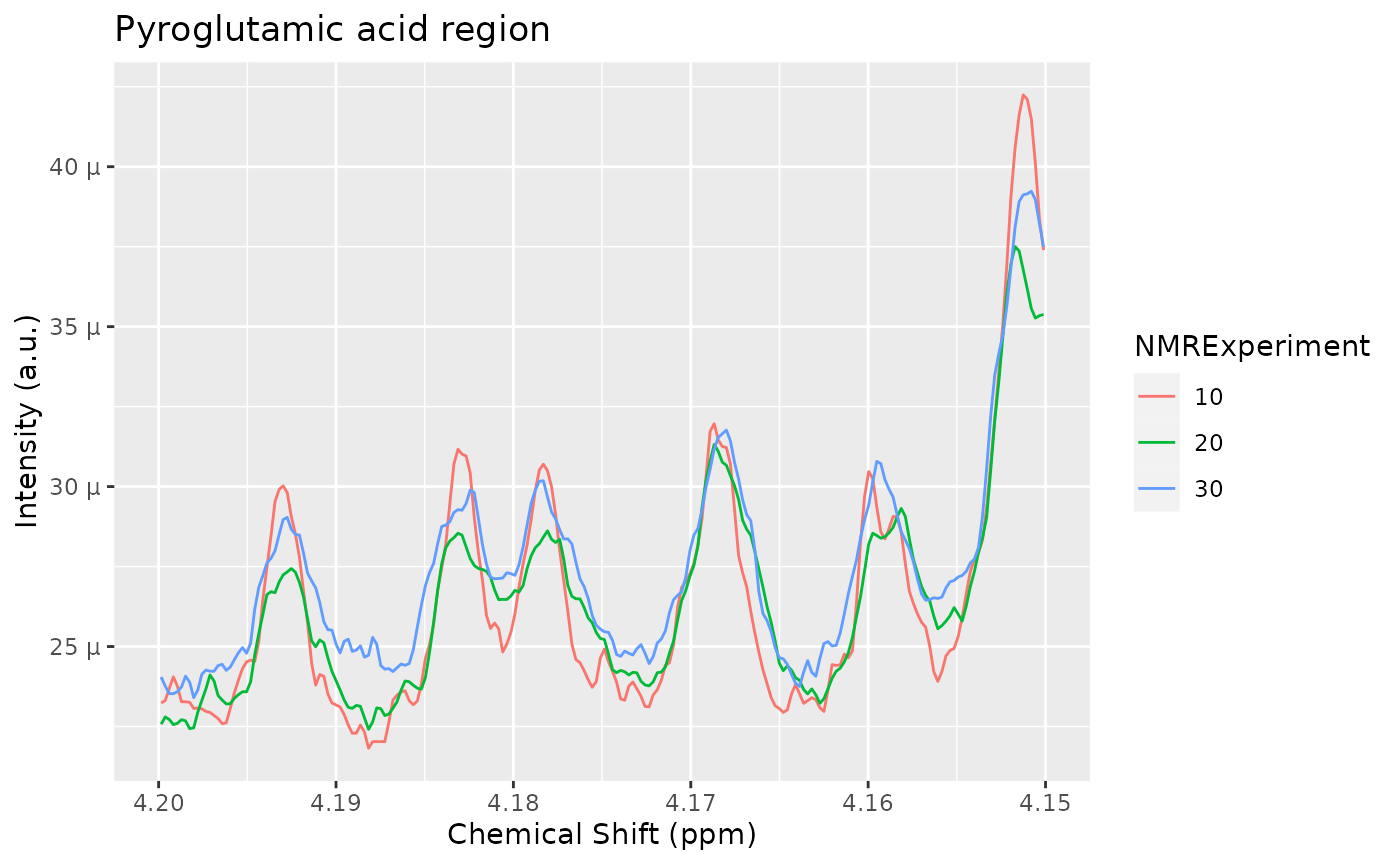 Pyroglutamic acid region
Intensity (a.u.)
40 µ
35 µ
30 µ
25 µ
4.20 4.19 4.18 4.17 4.16 4.15
Chemical Shift (ppm)
NMRExperiment
10
20
30